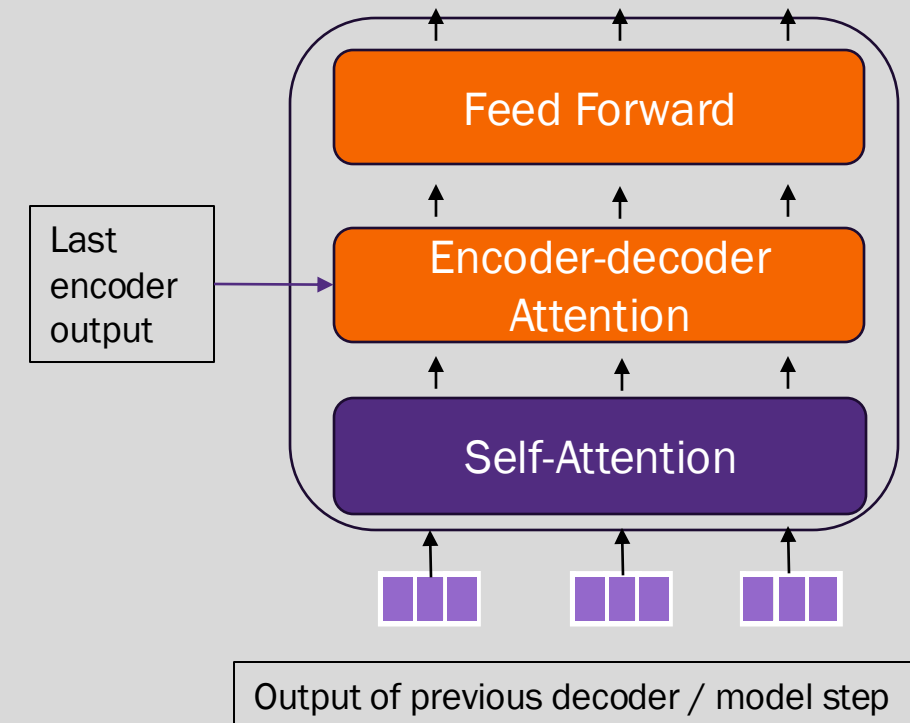 Feed Forward
Last
encoder
output
Encoder-decoder
Attention
Self-Attention
Output of previous decoder / model step